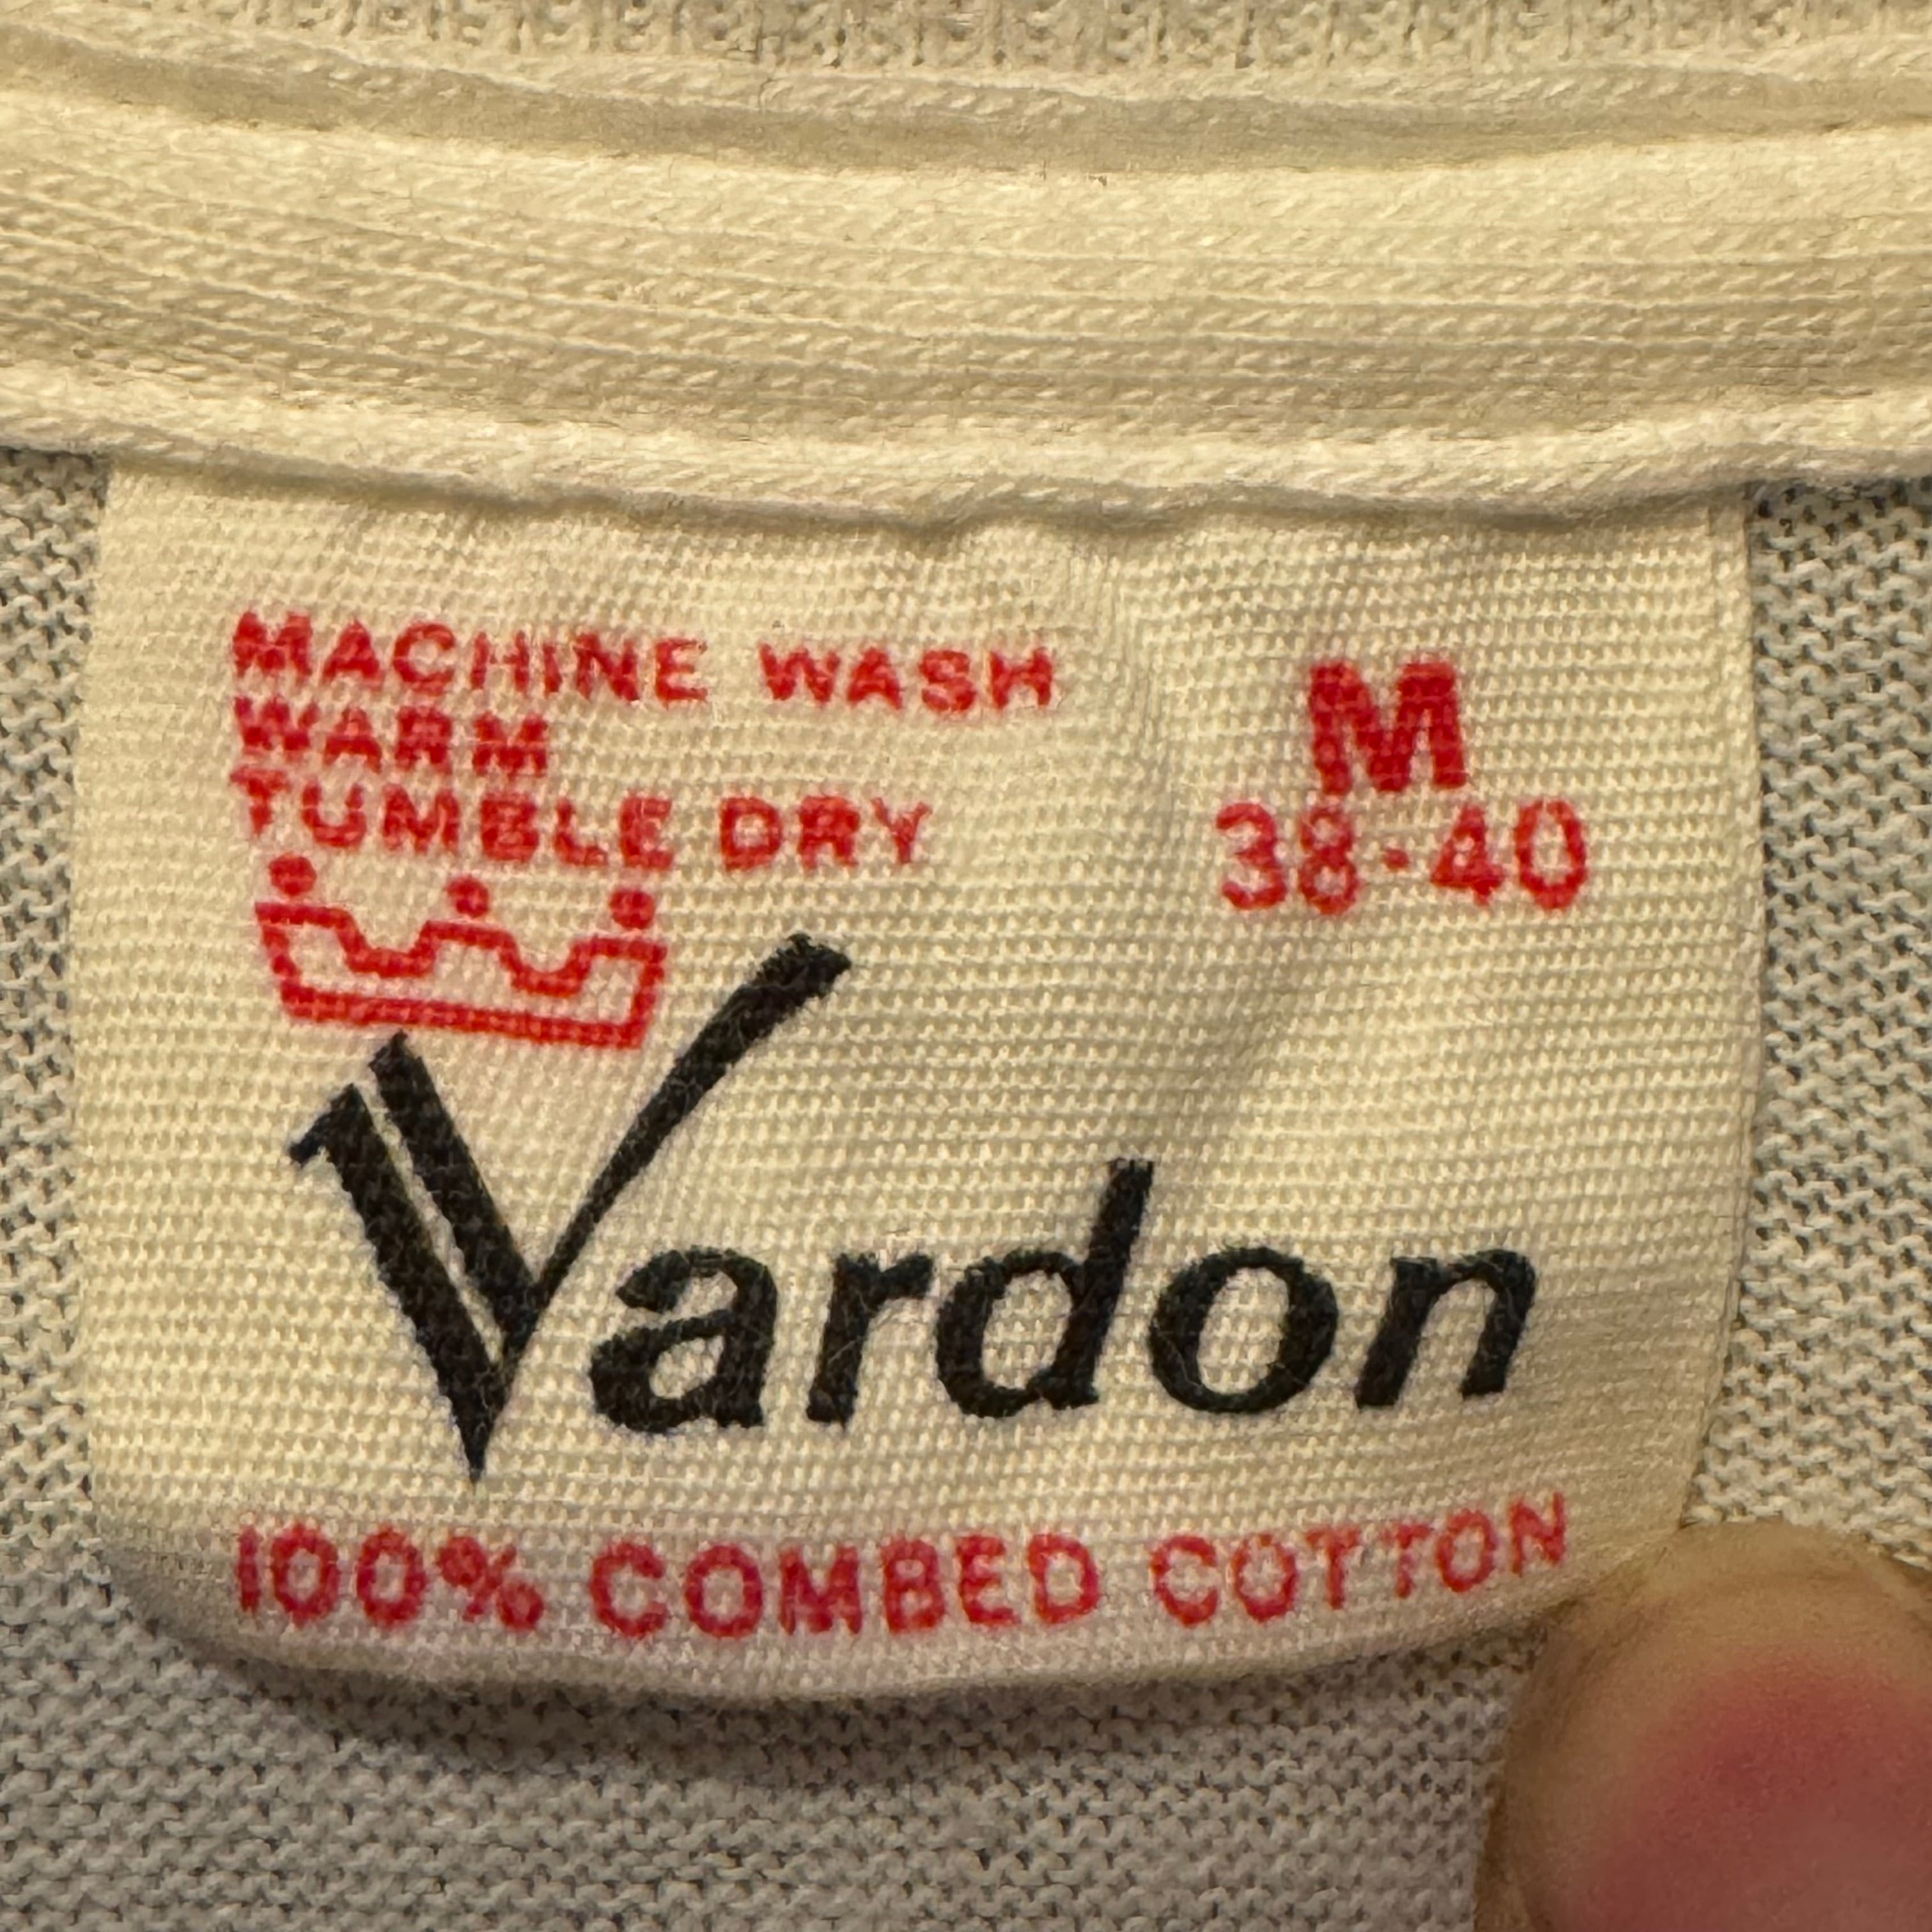 MACHINE WASH
WARM
TUMBLE DRY
M
38-40
Vardon
100% COMBED COTTON